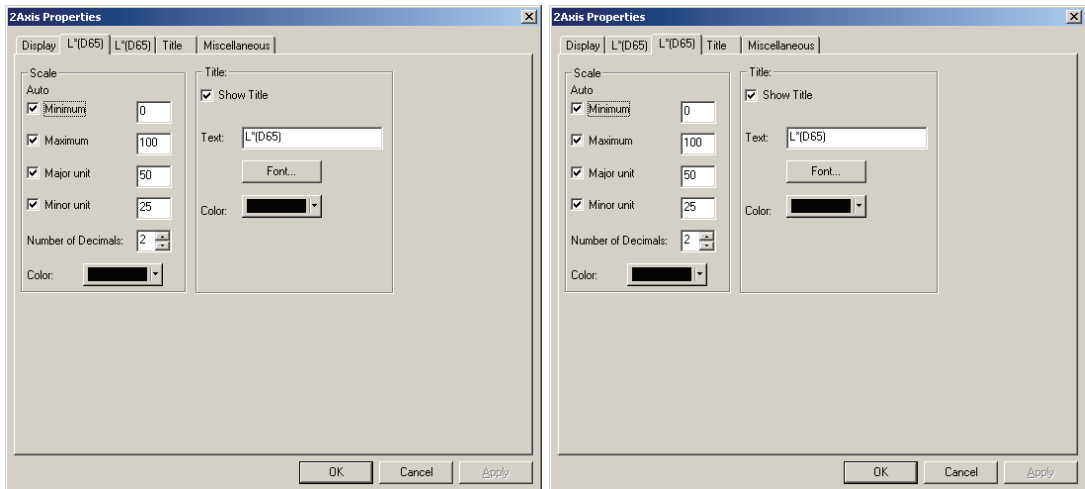 2Axis Properties
Display L*(D65) L*(D65) Title Miscellaneous
Scale
Auto
Minimum 0
Maximum 100
Major unit 50
Minor unit 25
Number of Decimals: 2
Color:
Title:
Show Title
Text: L*(D65)
Font...
Color:
OK Cancel Apply
2Axis Properties
Display L*(D65) L*(D65) Title Miscellaneous
Scale
Auto
Minimum 0
Maximum 100
Major unit 50
Minor unit 25
Number of Decimals: 2
Color:
Title:
Show Title
Text: L*(D65)
Font...
Color:
OK Cancel Apply